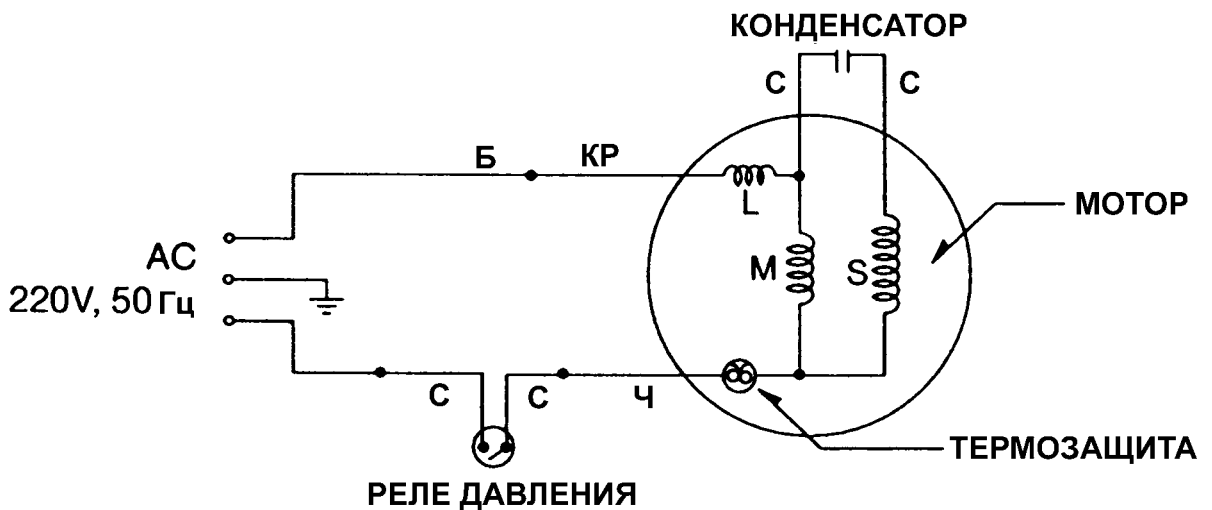 КОНДЕНСАТОР
С С
Б КР
L
МОТОР
АС
220V, 50 Гц
М S
С С Ч
ТЕРМОЗАЩИТА
РЕЛЕ ДАВЛЕНИЯ